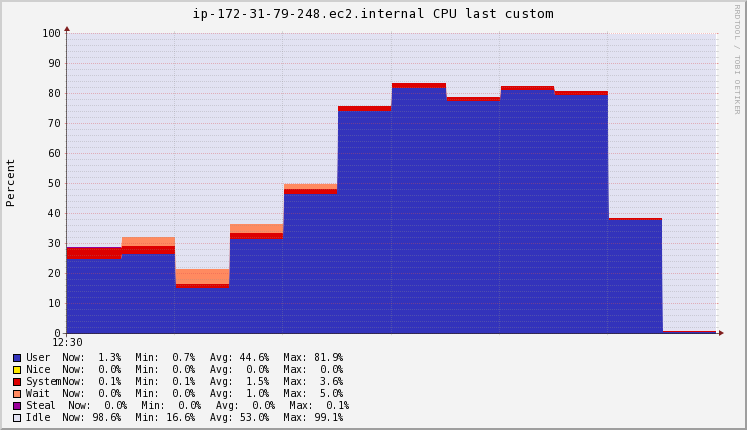 ip-172-31-79-248.ec2.internal CPU last custom
RRDTOOL / TOBI OETIKER
Percent
100
90
80
70
60
50
40
30
20
10
0
12:30
User Now: 1.3% Min: 0.7% Avg: 44.6% Max: 81.9%
Nice Now: 0.0% Min: 0.0% Avg: 0.0% Max: 0.0%
System Now: 0.1% Min: 0.1% Avg: 1.5% Max: 3.6%
Wait Now: 0.0% Min: 0.0% Avg: 1.0% Max: 5.0%
Steal Now: 0.0% Min: 0.0% Avg: 0.0% Max: 0.1%
Idle Now: 98.6% Min: 16.6% Avg: 53.0% Max: 99.1%